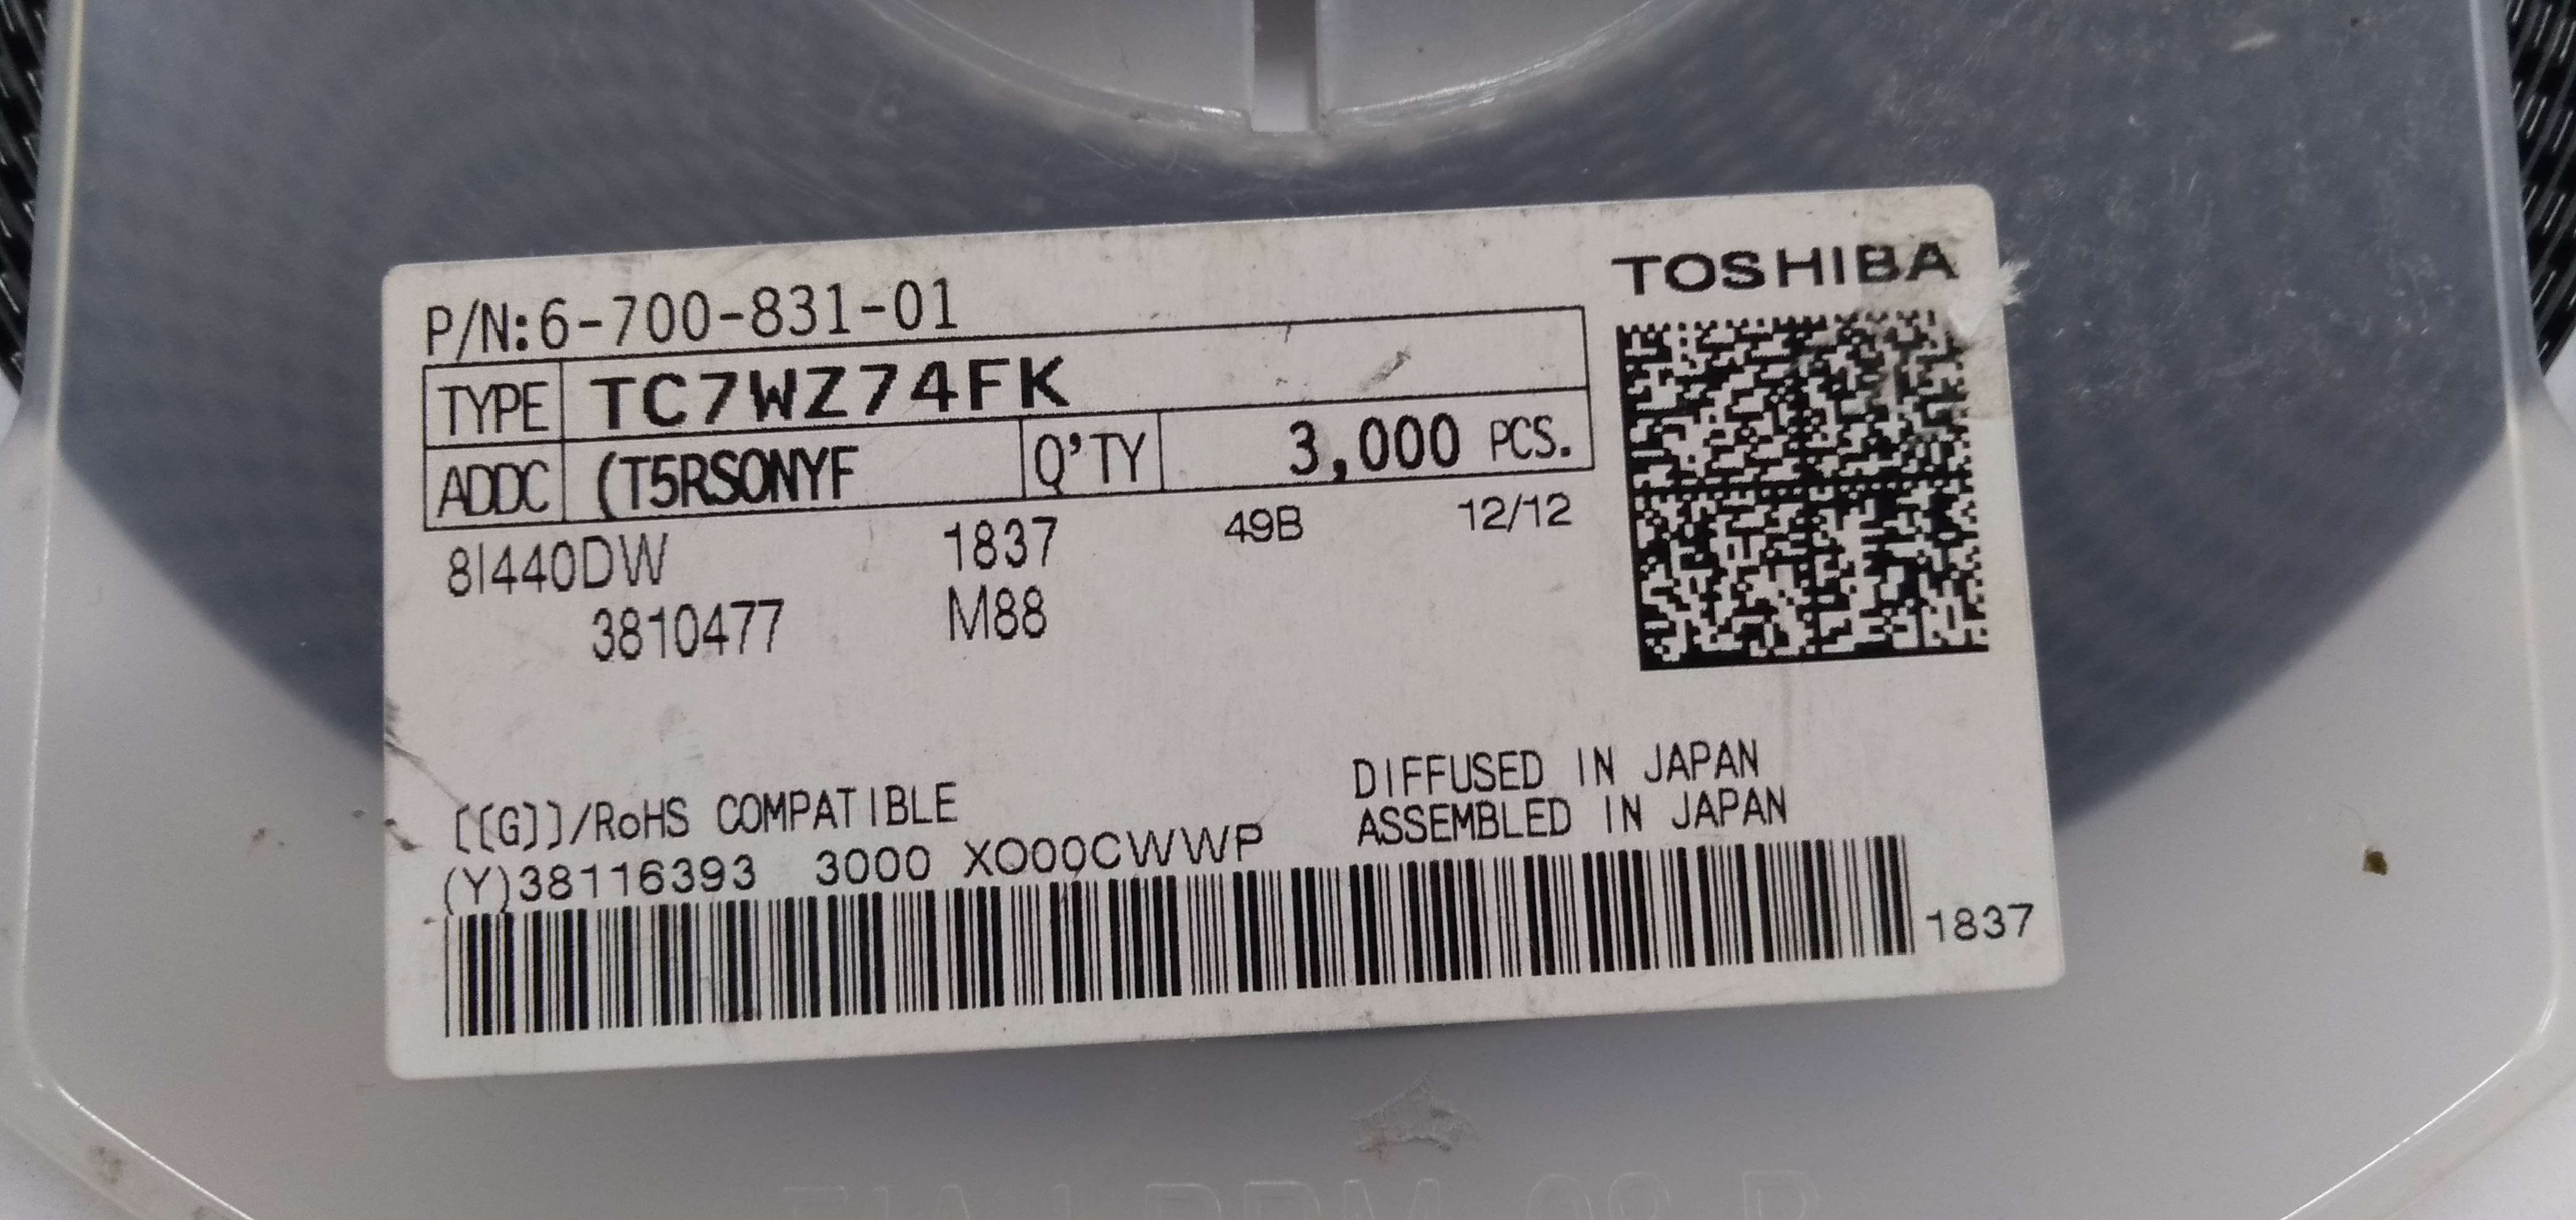 TOSHIBA
P/N:6-700-831-01
TYPE TC7WZ74FK
ADDC (T5RSONYF Q'TY 3,000 PCS.
8I440DW 1837 49B 12/12
3810477 M88
DIFFUSED IN JAPAN
[[G]]/RoHS COMPATIBLE ASSEMBLED IN JAPAN
(Y)38116393 3000 XO00CWWP
1837